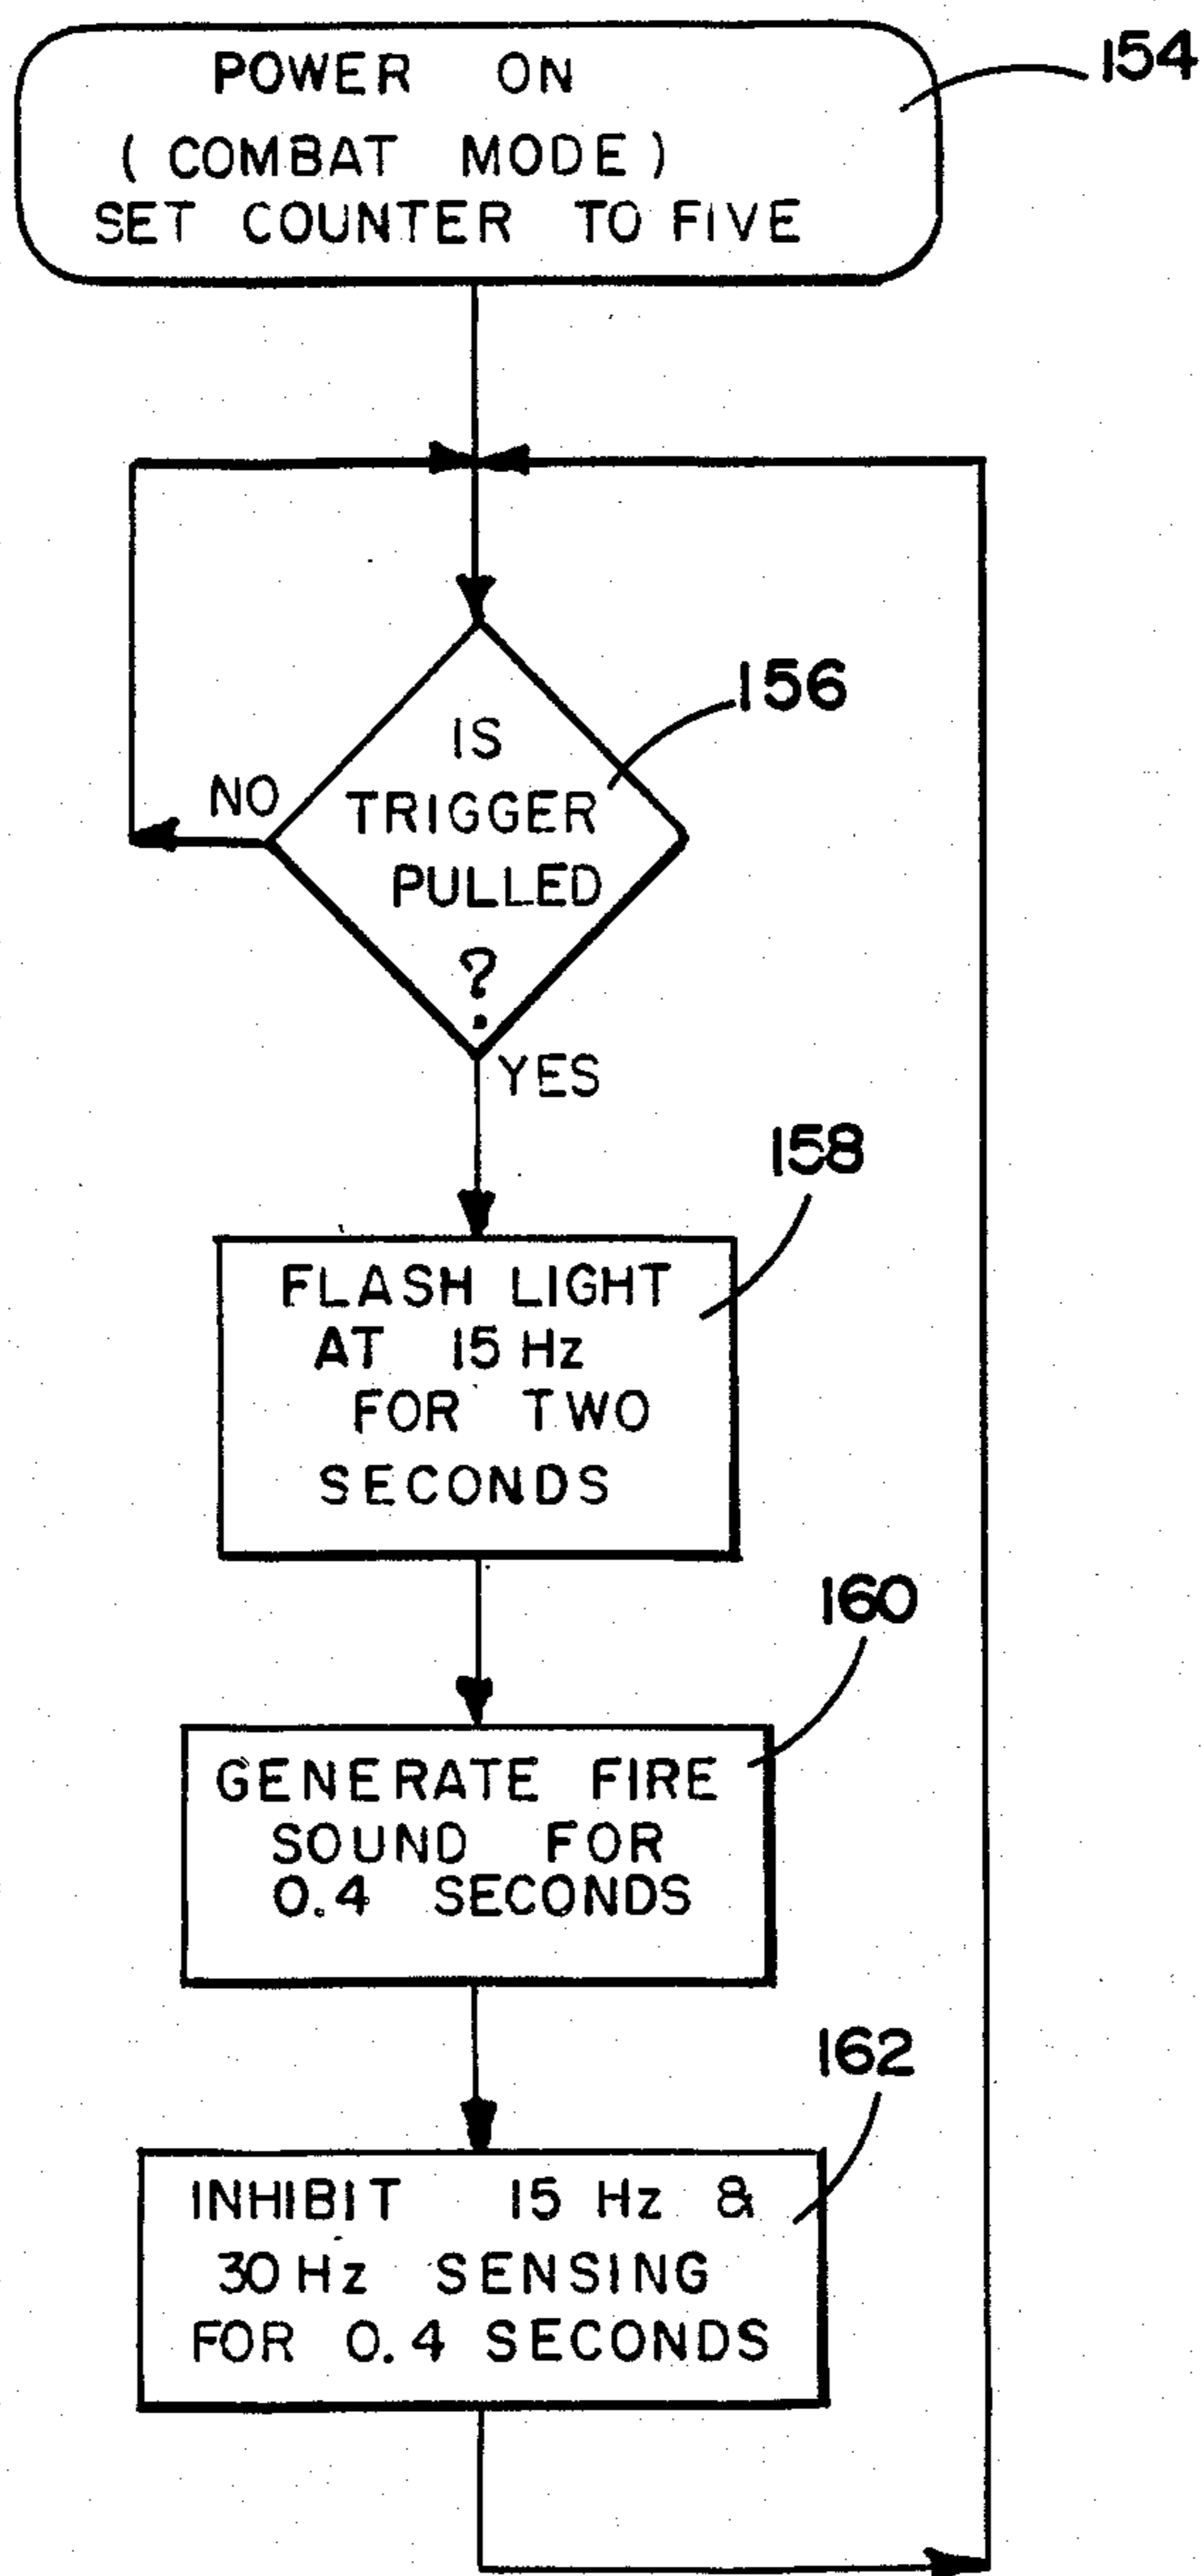 POWER ON
(COMBAT MODE)
SET COUNTER TO FIVE
154
IS
TRIGGER
PULLED
?
156
NO
YES
158
FLASH LIGHT
AT 15 Hz
FOR TWO
SECONDS
160
GENERATE FIRE
SOUND FOR
0.4 SECONDS
162
INHIBIT 15 Hz &
30 Hz SENSING
FOR 0.4 SECONDS